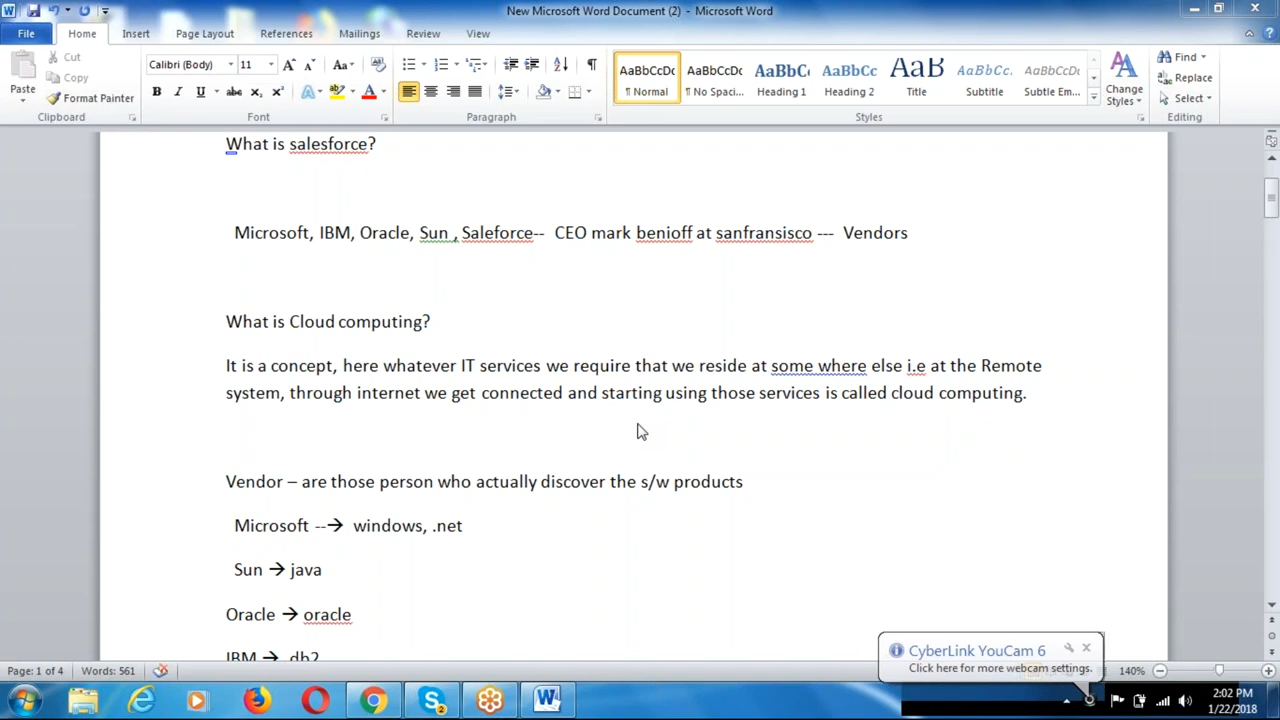 New Microsoft Word Document (2) - Microsoft Word
File Home Insert Page Layout References Mailings Review View
Paste
Cut
Copy
Format Painter
Clipboard
Calibri (Body) 11
Font
Paragraph
AaBbCcDc AaBbCcDc AaBbC AaBbCc AaB AaBbCcI AaBbCcDc
¶ Normal ¶ No Spaci... Heading 1 Heading 2 Title Subtitle Subtle Em...
Change
Styles
Styles
Find
Replace
Select
Editing
What is salesforce?
Microsoft, IBM, Oracle, Sun , Saleforce-- CEO mark benioff at sanfransisco --- Vendors
What is Cloud computing?
It is a concept, here whatever IT services we require that we reside at some where else i.e at the Remote
system, through internet we get connected and starting using those services is called cloud computing.
Vendor – are those person who actually discover the s/w products
Microsoft --→ windows, .net
Sun → java
Oracle → oracle
IBM → db2
CyberLink YouCam 6
Click here for more webcam settings.
Page: 1 of 4 Words: 561
140%
2:02 PM
1/22/2018